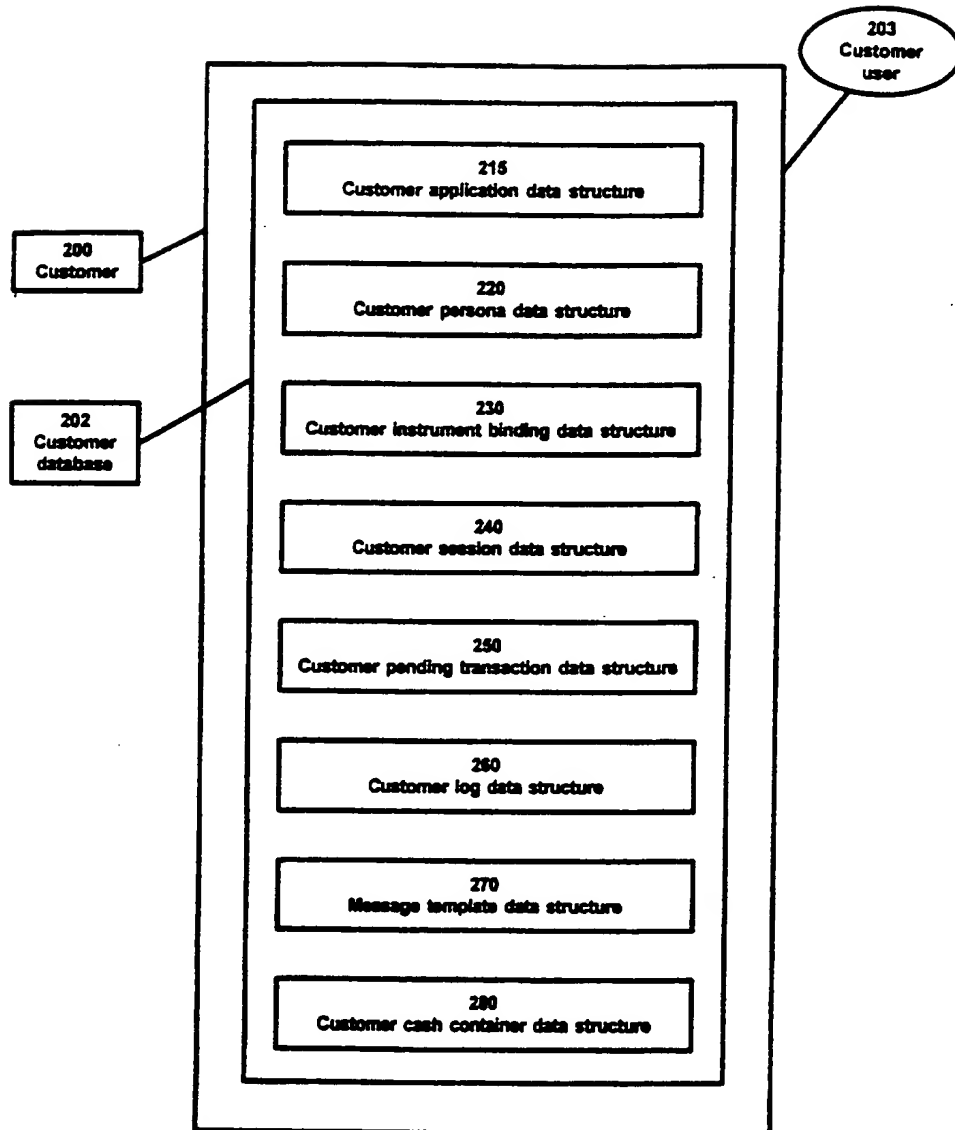 203
Customer
user
215
Customer application data structure
200
Customer
220
Customer persona data structure
202
Customer
database
230
Customer instrument binding data structure
240
Customer session data structure
250
Customer pending transaction data structure
260
Customer log data structure
270
Message template data structure
280
Customer cash container data structure